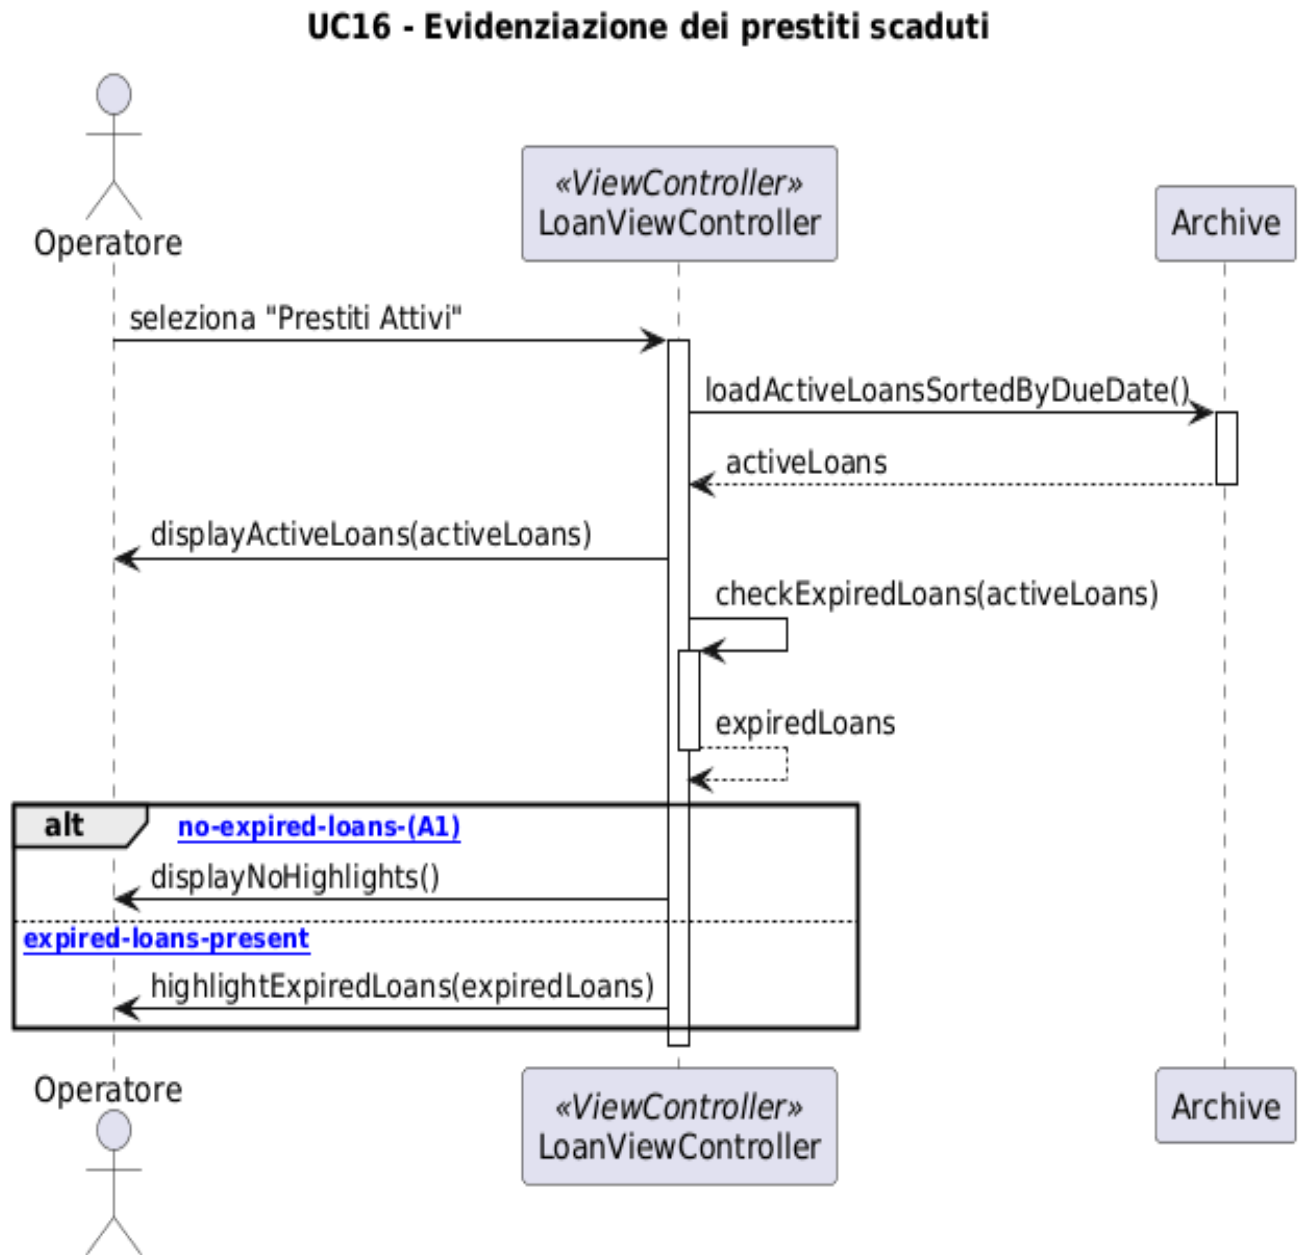 UC16 - Evidenziazione dei prestiti scaduti
«ViewController»
LoanViewController
Archive
Operatore
seleziona "Prestiti Attivi"
loadActiveLoansSortedByDueDate()
activeLoans
displayActiveLoans(activeLoans)
checkExpiredLoans(activeLoans)
expiredLoans
alt no-expired-loans-(A1)
displayNoHighlights()
expired-loans-present
highlightExpiredLoans(expiredLoans)
Operatore
«ViewController»
LoanViewController
Archive